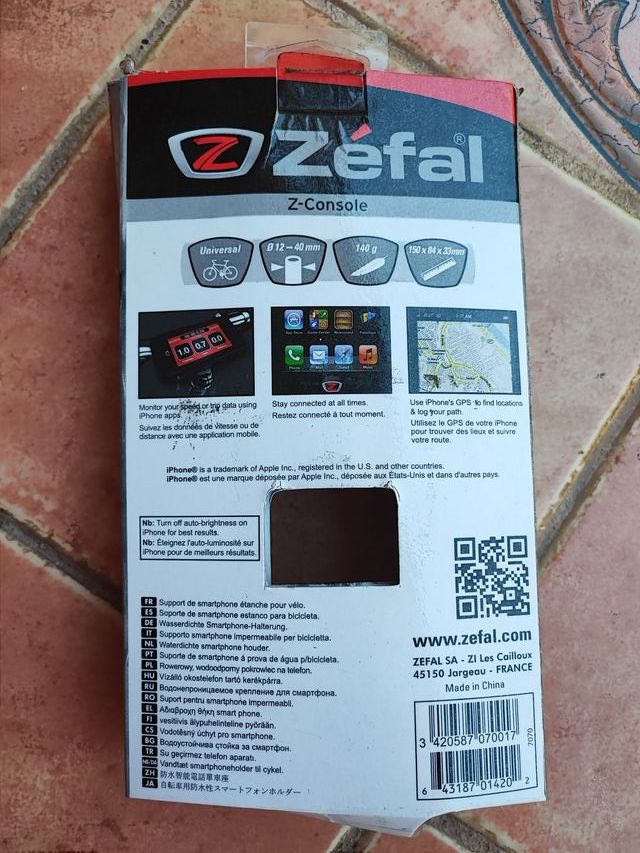 Z Zéfal®
Z-Console
Universal
Ø 12 – 40 mm
140 g
150 x 84 x 33mm
1.0 0.7 0.0
Monitor your speed or trip data using
iPhone apps.
Suivez les données de vitesse ou de
distance avec une application mobile.
Stay connected at all times.
Restez connecté à tout moment.
Use iPhone's GPS to find locations
& log your path.
Utilisez le GPS de votre iPhone
pour trouver des lieux et suivre
votre route.
iPhone® is a trademark of Apple Inc., registered in the U.S. and other countries.
iPhone® est une marque déposée par Apple Inc., déposée aux États-Unis et dans d'autres pays.
Nb: Turn off auto-brightness on
iPhone for best results.
Nb: Éteignez l'auto-luminosité sur
iPhone pour de meilleurs résultats.
FR Support de smartphone étanche pour vélo.
ES Soporte de smartphone estanco para bicicleta.
DE Wasserdichte Smartphone-Halterung.
IT Supporto smartphone impermeabile per bicicletta.
NL Waterdichte smartphone houder.
PT Suporte de smartphone á prova de água p/bicicleta.
PL Rowerowy, wodoodporny pokrowiec na telefon.
HU Vízálló okostelefon tartó kerékpárra.
RU Водонепроницаемое крепление для смартфона.
RO Suport pentru smartphone impermeabil.
EL Αδιαβροχη θήκη smart phone.
FI vesitiivis älypuhelinteline pyörään.
CS Vodotěsný úchyt pro smartphone.
BG Водоустойчива стойка за смартфон.
TR Su geçirmez telefon aparatı.
NB/DA Vandtæt smartphoneholder til cykel.
ZH 防水智能電話單車座
JA 自転車用防水性スマートフォンホルダー
www.zefal.com
ZEFAL SA - ZI Les Cailloux
45150 Jargeau - FRANCE
Made in China
3 420587 070017
7070
6 43187 01420 2